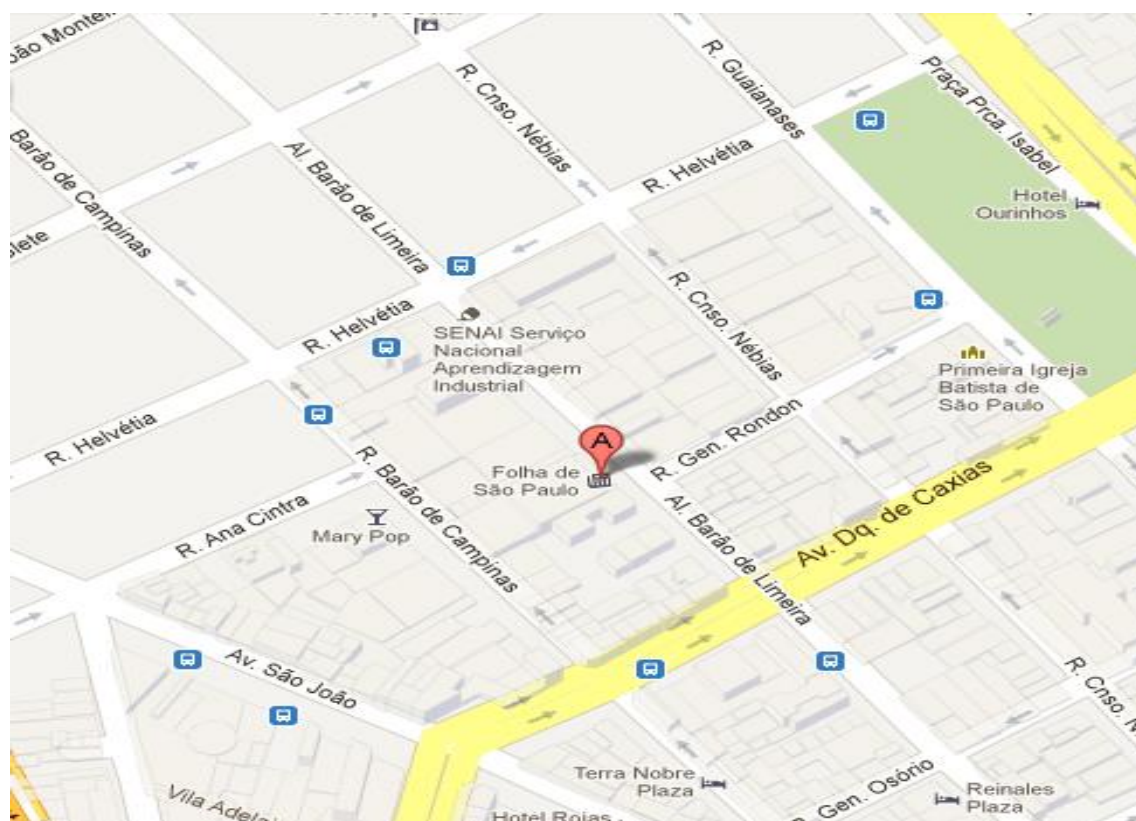 R. Cnso. Nébias
R. Guaianases
Praça Prca. Isabel
Barão de Campinas
Al. Barão de Limeira
R. Helvétia
Hotel
Ourinhos
R. Helvétia
SENAI Serviço
Nacional
Aprendizagem
Industrial
R. Cnso. Nébias
Primeira Igreja
Batista de
São Paulo
R. Helvétia
A
R. Gen. Rondon
Folha de
São Paulo
R. Barão de Campinas
R. Ana Cintra
Mary Pop
Al. Barão de Limeira
Av. Dq. de Caxias
Av. São João
R. Cnso. N
Terra Nobre
Plaza
R. Gen. Osório
Reinales
Plaza
Vila Adela
Hotel Rojas